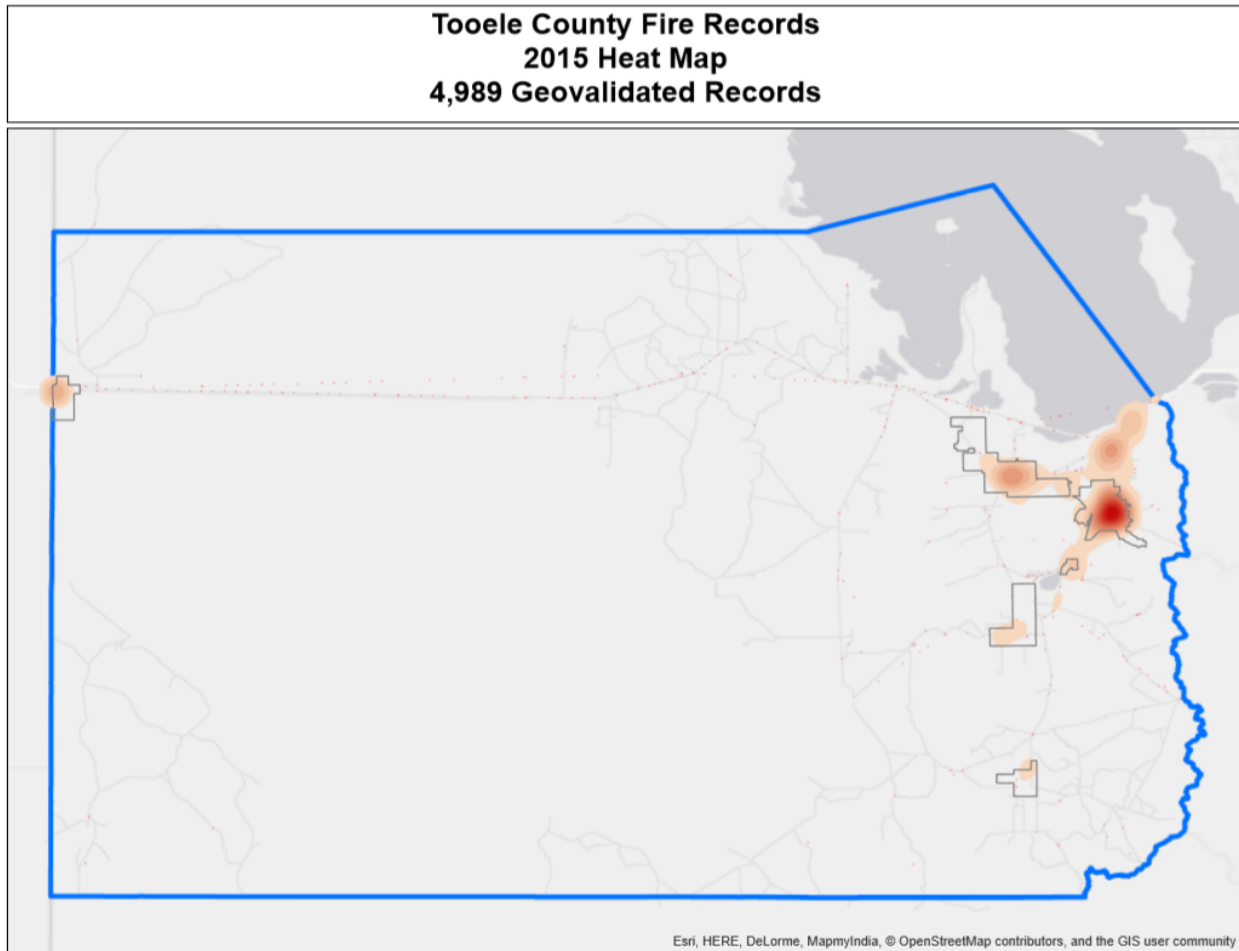 Tooele County Fire Records
2015 Heat Map
4,989 Geovalidated Records
Esri, HERE, DeLorme, MapmyIndia, © OpenStreetMap contributors, and the GIS user community